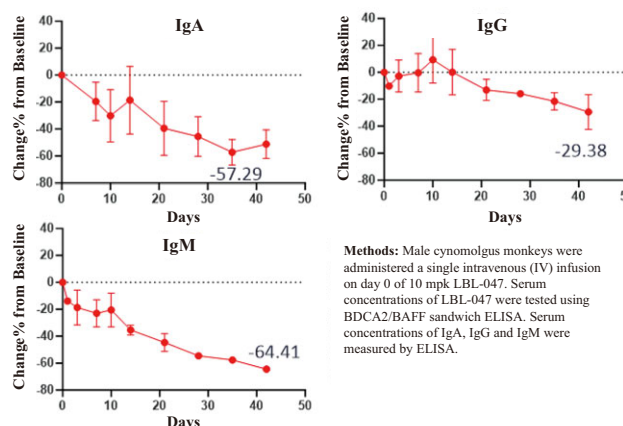 IgA
Change% from Baseline
40
20
0
-20
-40
-60
-80
-57.29
0 10 20 30 40 50
Days
IgG
Change% from Baseline
40
20
0
-20
-40
-60
-80
-29.38
0 10 20 30 40 50
Days
IgM
Change% from Baseline
40
20
0
-20
-40
-60
-80
-64.41
0 10 20 30 40 50
Days
Methods: Male cynomolgus monkeys were
administered a single intravenous (IV) infusion
on day 0 of 10 mpk LBL-047. Serum
concentrations of LBL-047 were tested using
BDCA2/BAFF sandwich ELISA. Serum
concentrations of IgA, IgG and IgM were
measured by ELISA.